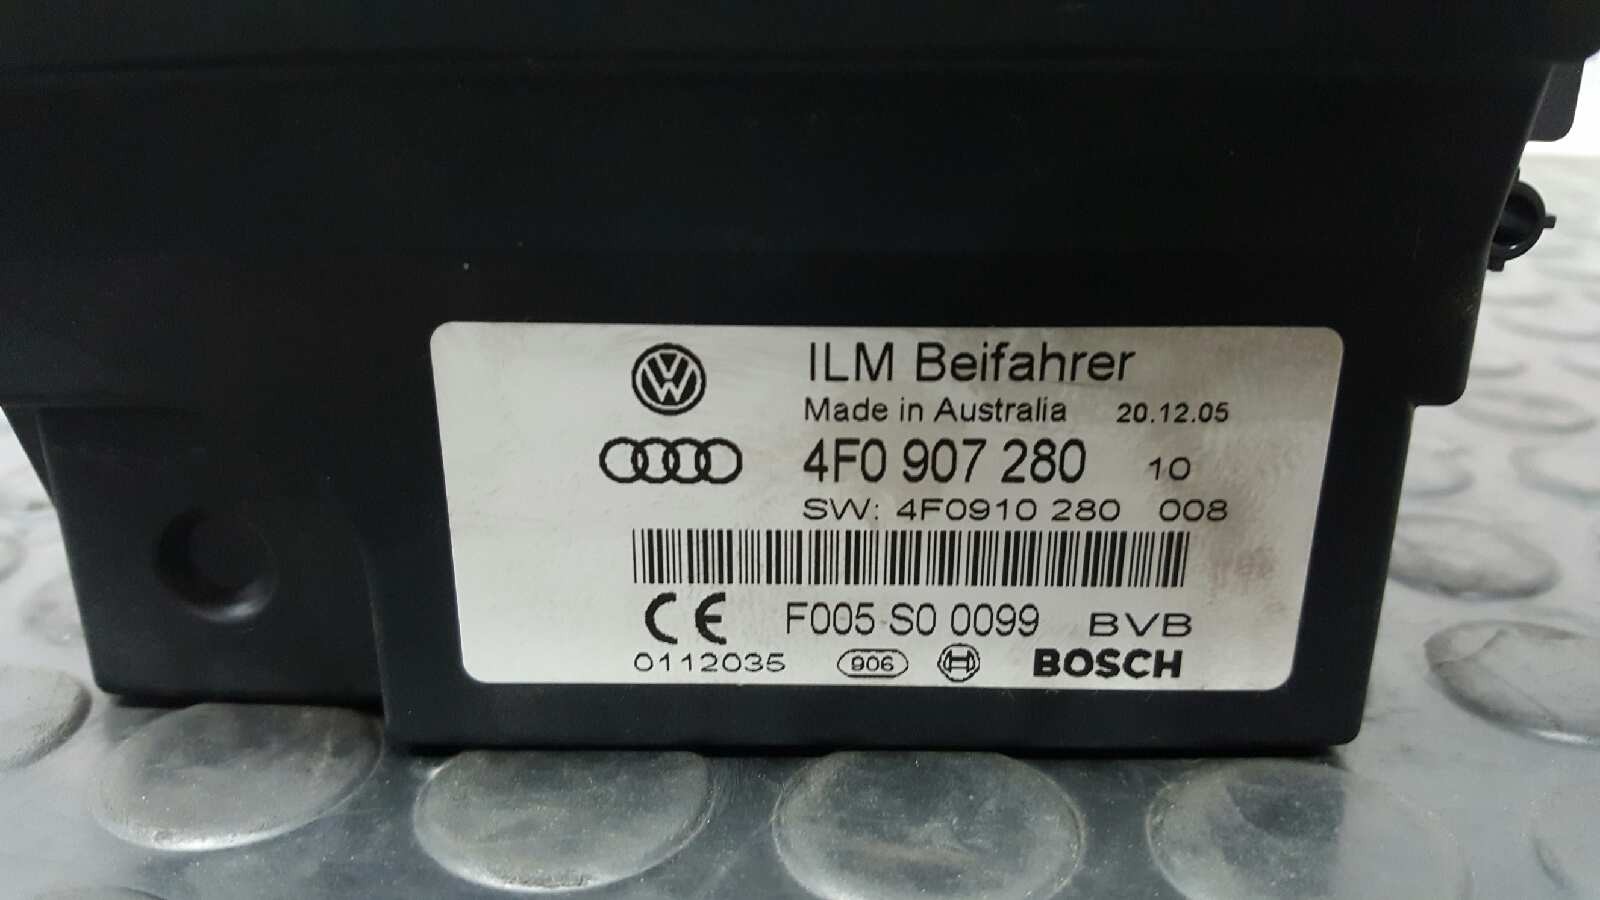 ILM Beifahrer
Made in Australia 20.12.05
4F0 907 280 10
SW: 4F0910 280 008
CE F005 S0 0099 BVB
0112035 906 BOSCH